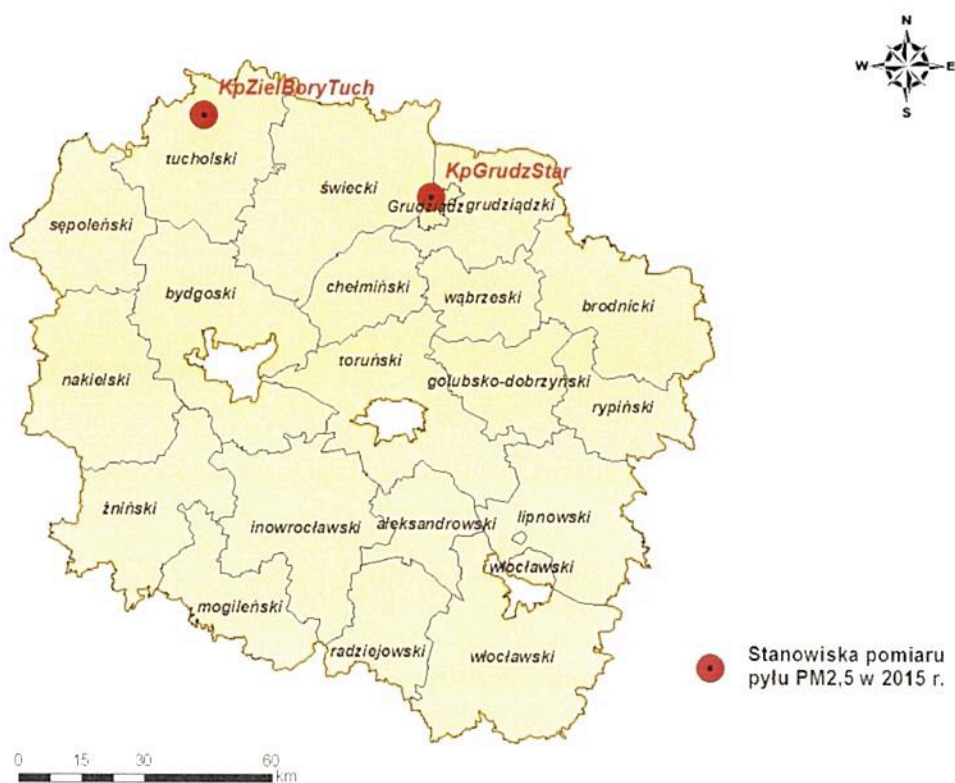 N
W E
S
KpZielBoryTuch
tucholski
KpGrudzStar
świecki
Grudziądz grudziądzki
sępoleński
bydgoski
chełmiński
wąbrzeski
brodnicki
toruński
nakielski
golubsko-dobrzyński
rypiński
żniński
inowrocławski
aleksandrowski
lipnowski
włocławski
mogileński
radziejowski
włocławski
Stanowiska pomiaru
pyłu PM2,5 w 2015 r.
0 15 30 60
km